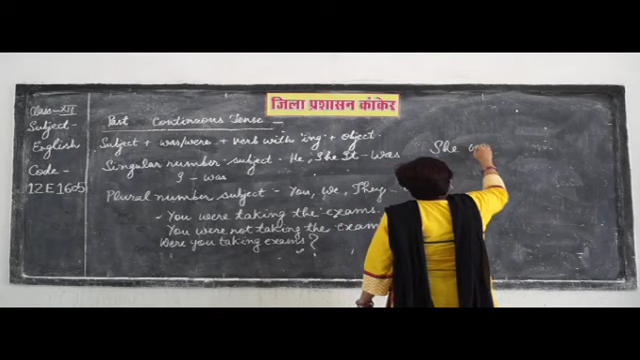 Class-XII
Subject-
English
Code-
12E1605
जिला प्रशासन कांकेर
Past Continuous Tense -
Subject + was/were + verb with 'ing' + object.
Singular number - subject - He, She It - Was
I - was
Plural number subject - You, We, They -
- You were taking the exams.
You were not taking the exam
Were you taking exams?
She w